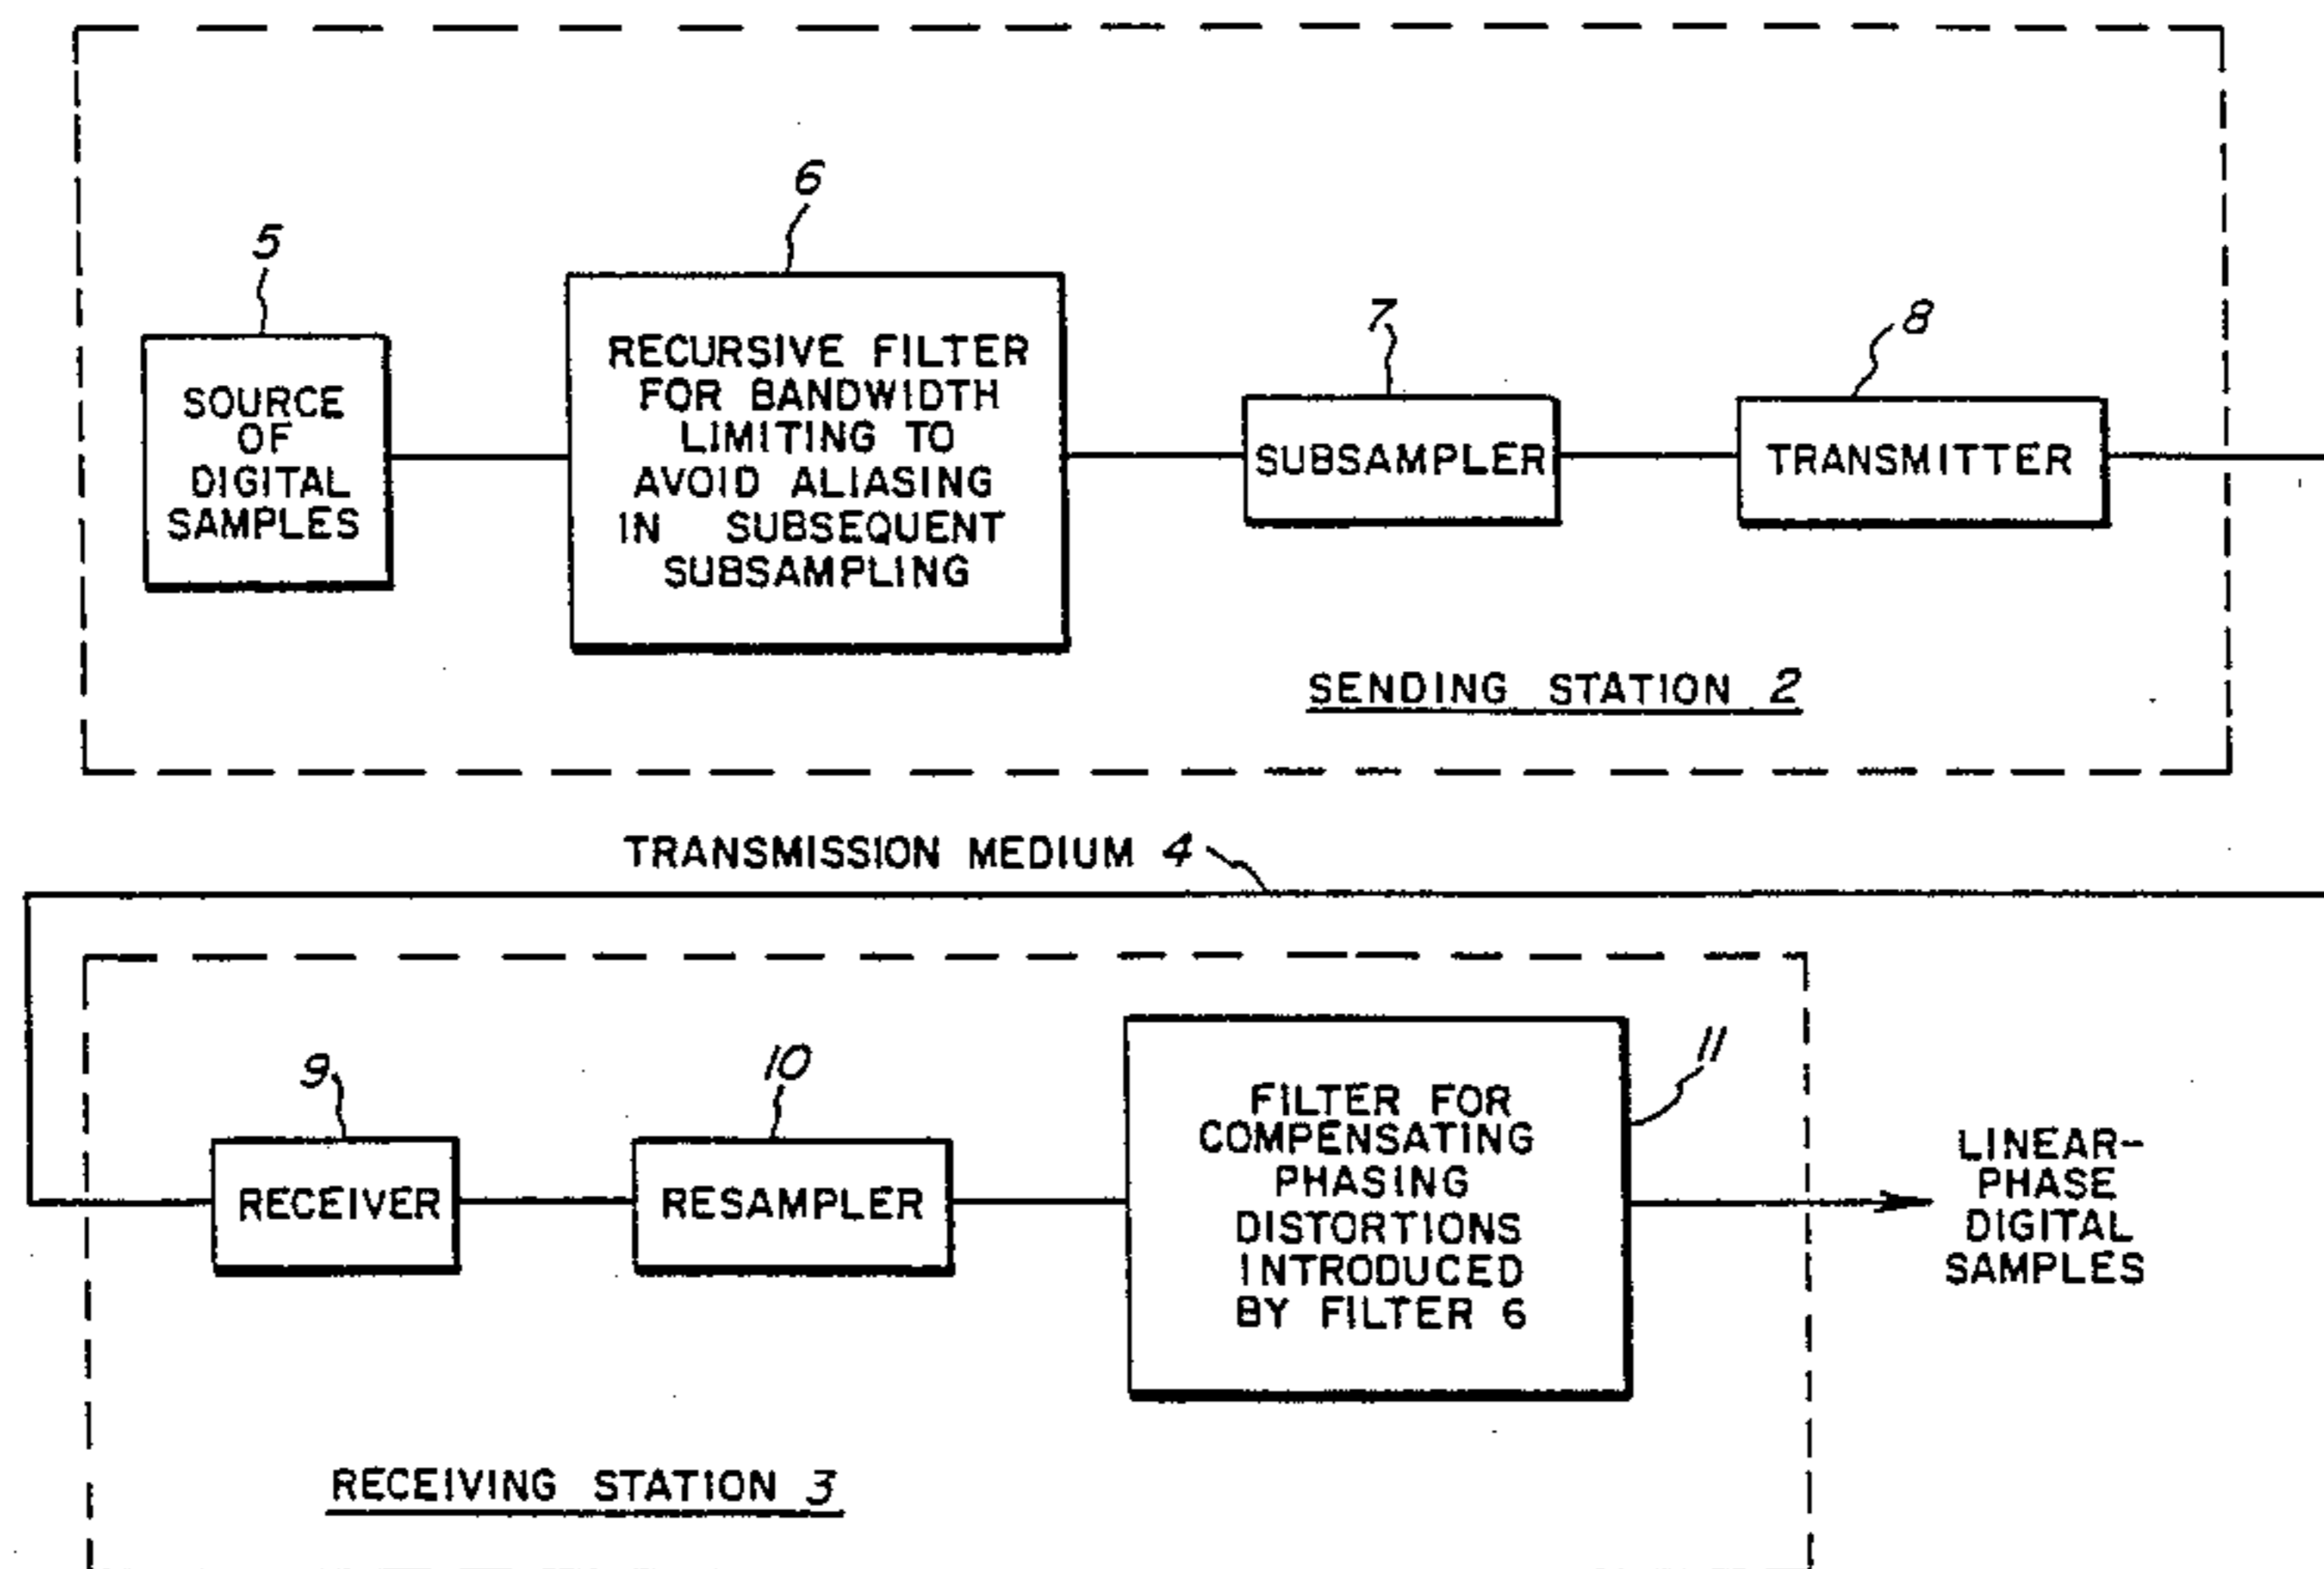 5
6
7
8
SOURCE
OF
DIGITAL
SAMPLES
RECURSIVE FILTER
FOR BANDWIDTH
LIMITING TO
AVOID ALIASING
IN SUBSEQUENT
SUBSAMPLING
SUBSAMPLER
TRANSMITTER
SENDING STATION 2
TRANSMISSION MEDIUM 4
9
10
11
RECEIVER
RESAMPLER
FILTER FOR
COMPENSATING
PHASING
DISTORTIONS
INTRODUCED
BY FILTER 6
LINEAR-
PHASE
DIGITAL
SAMPLES
RECEIVING STATION 3